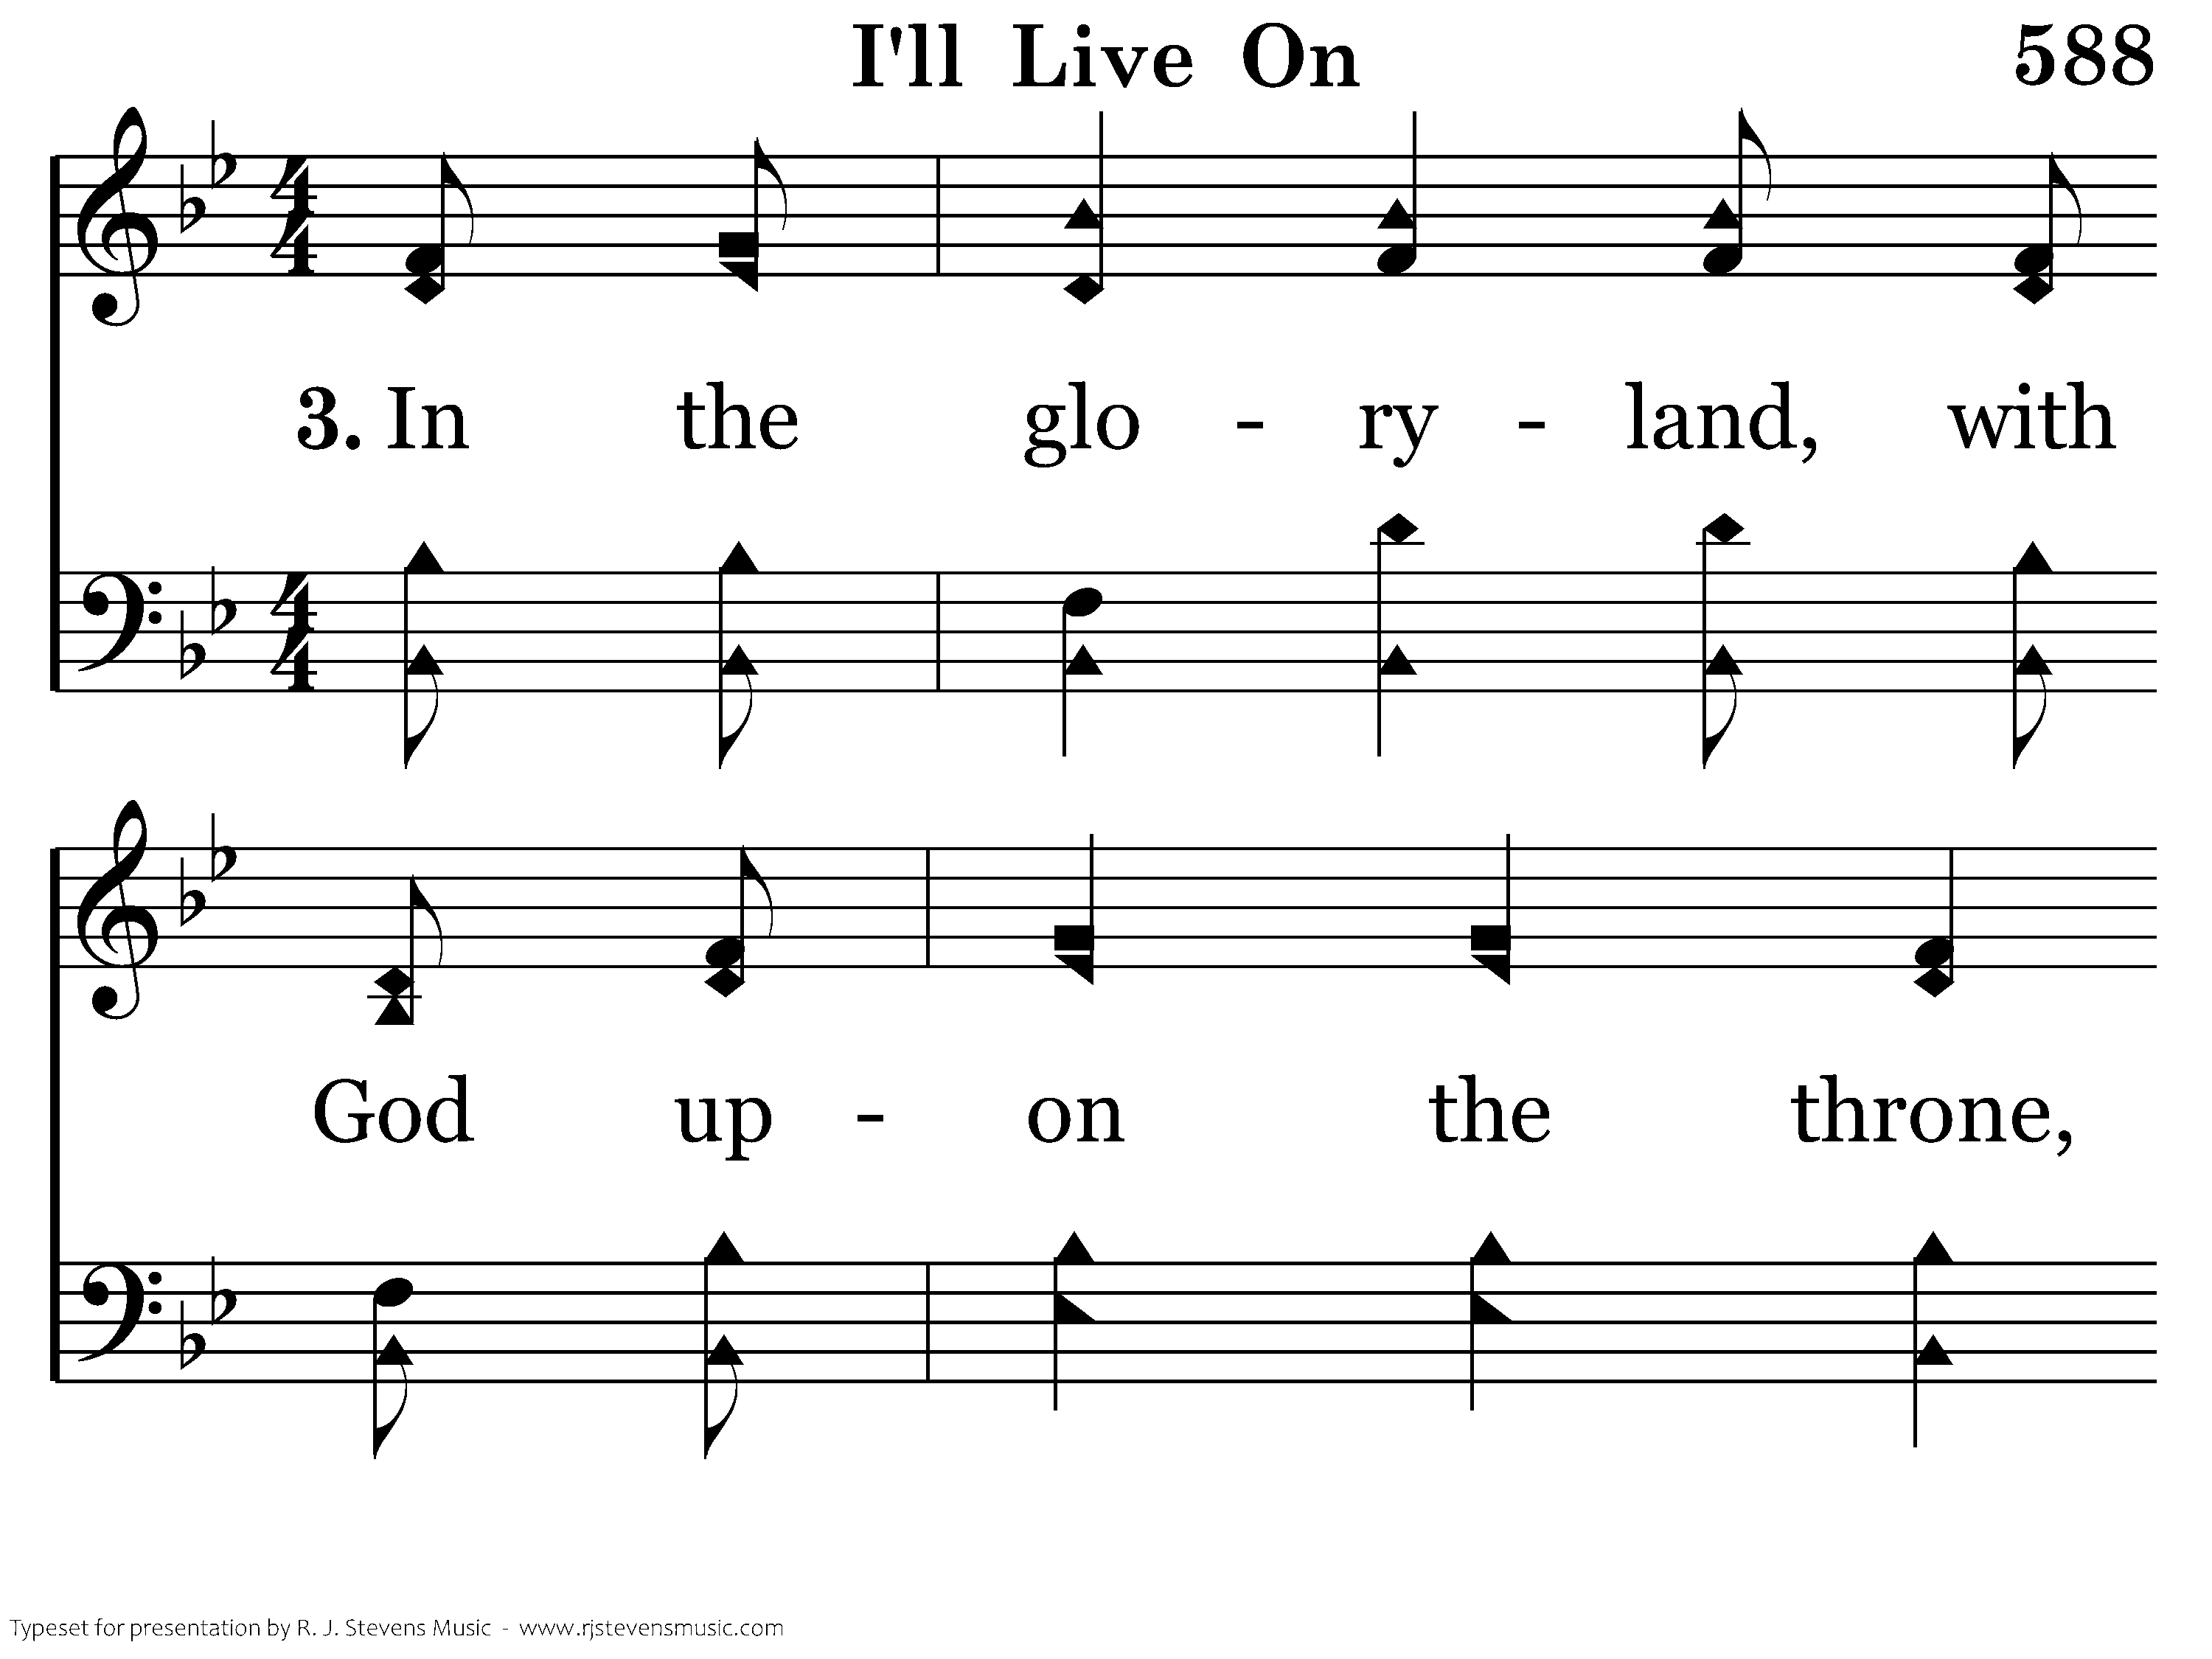 I'll Live On 588
3. In the glo - ry - land, with
God up - on the throne,
Typeset for presentation by R. J. Stevens Music - www.rjstevensmusic.com